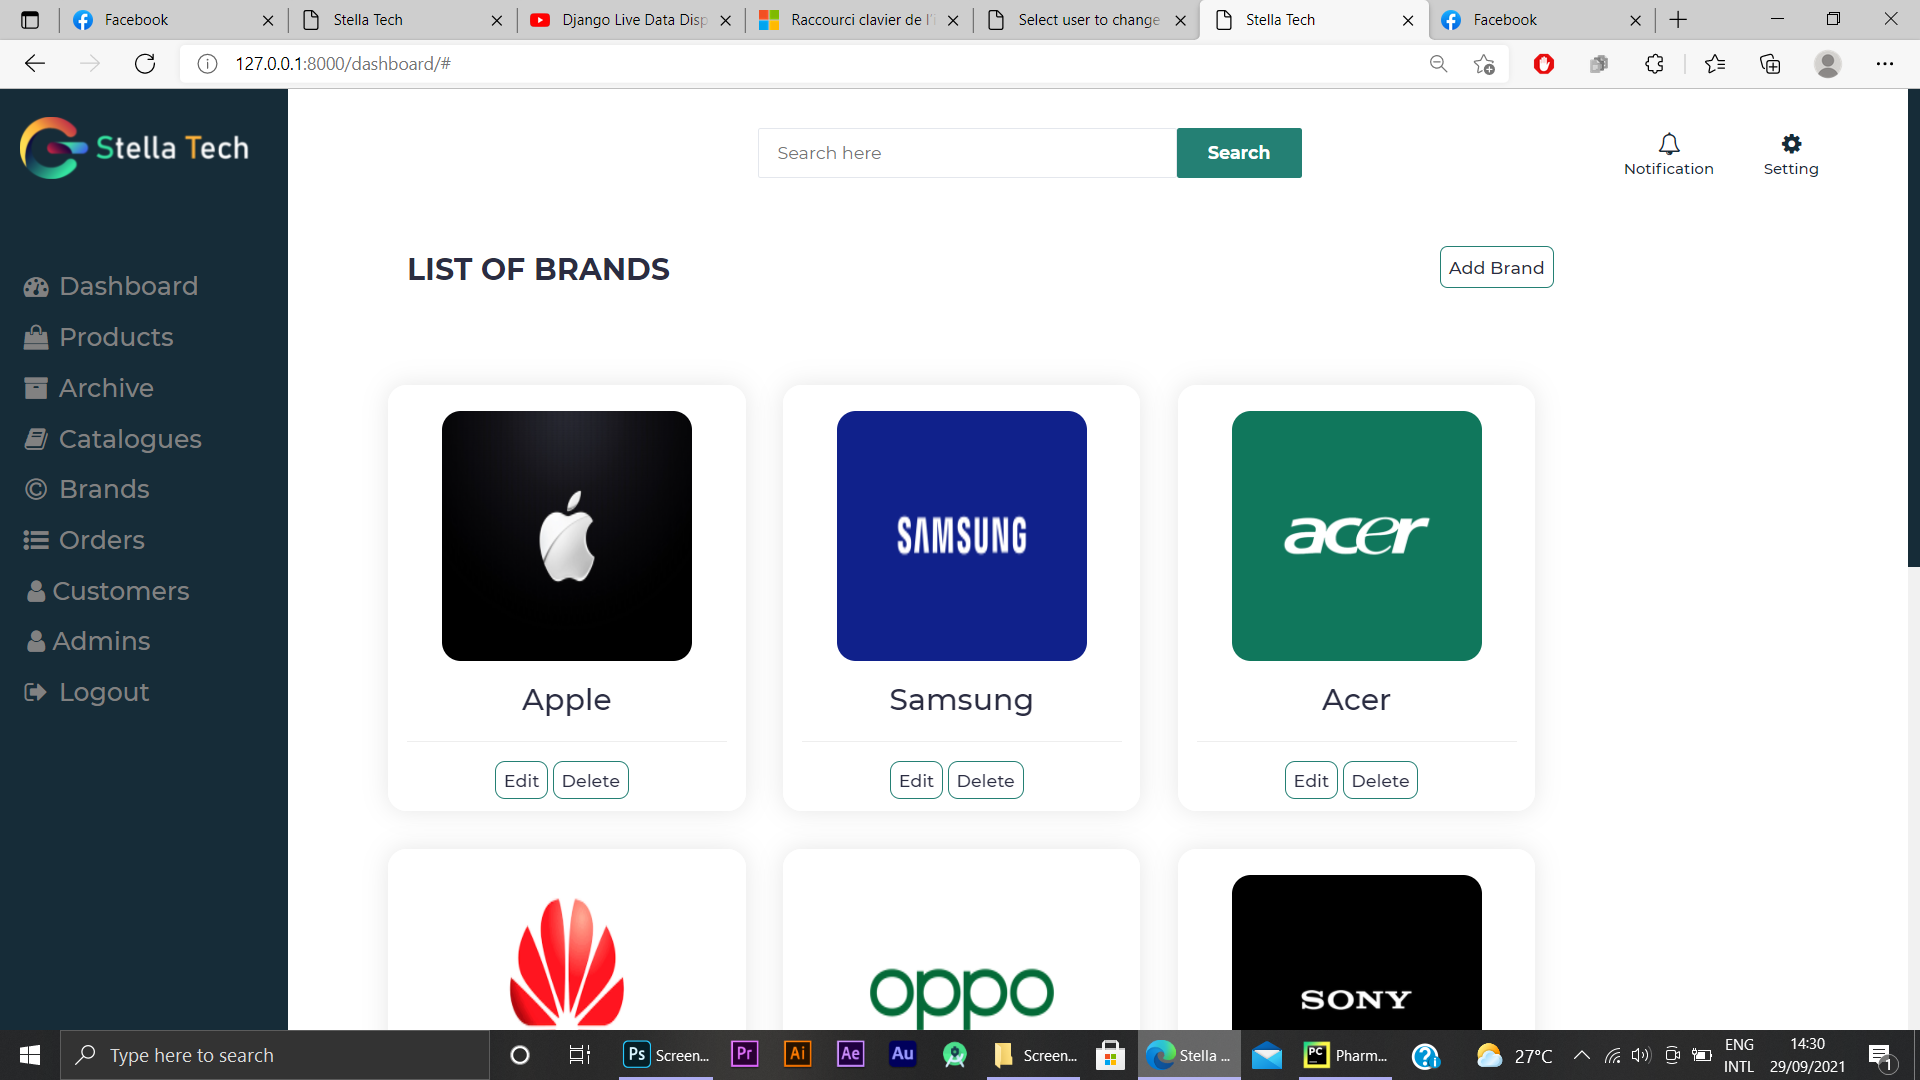 Facebook
Stella Tech
Django Live Data Disp
Raccourci clavier de l'i
Select user to change
Stella Tech
Facebook
127.0.0.1:8000/dashboard/#
Stella Tech
Search here
Search
Notification
Setting
LIST OF BRANDS
Add Brand
Dashboard
Products
Archive
Catalogues
Brands
Orders
Customers
Admins
Logout
SAMSUNG
acer
Apple
Samsung
Acer
Edit Delete
Edit Delete
Edit Delete
oppo
SONY
Type here to search
Ps Screen...
Pr
Ai
Ae
Au
Screen...
Stella ...
PC Pharm...
27°C
ENG
INTL
14:30
29/09/2021
1